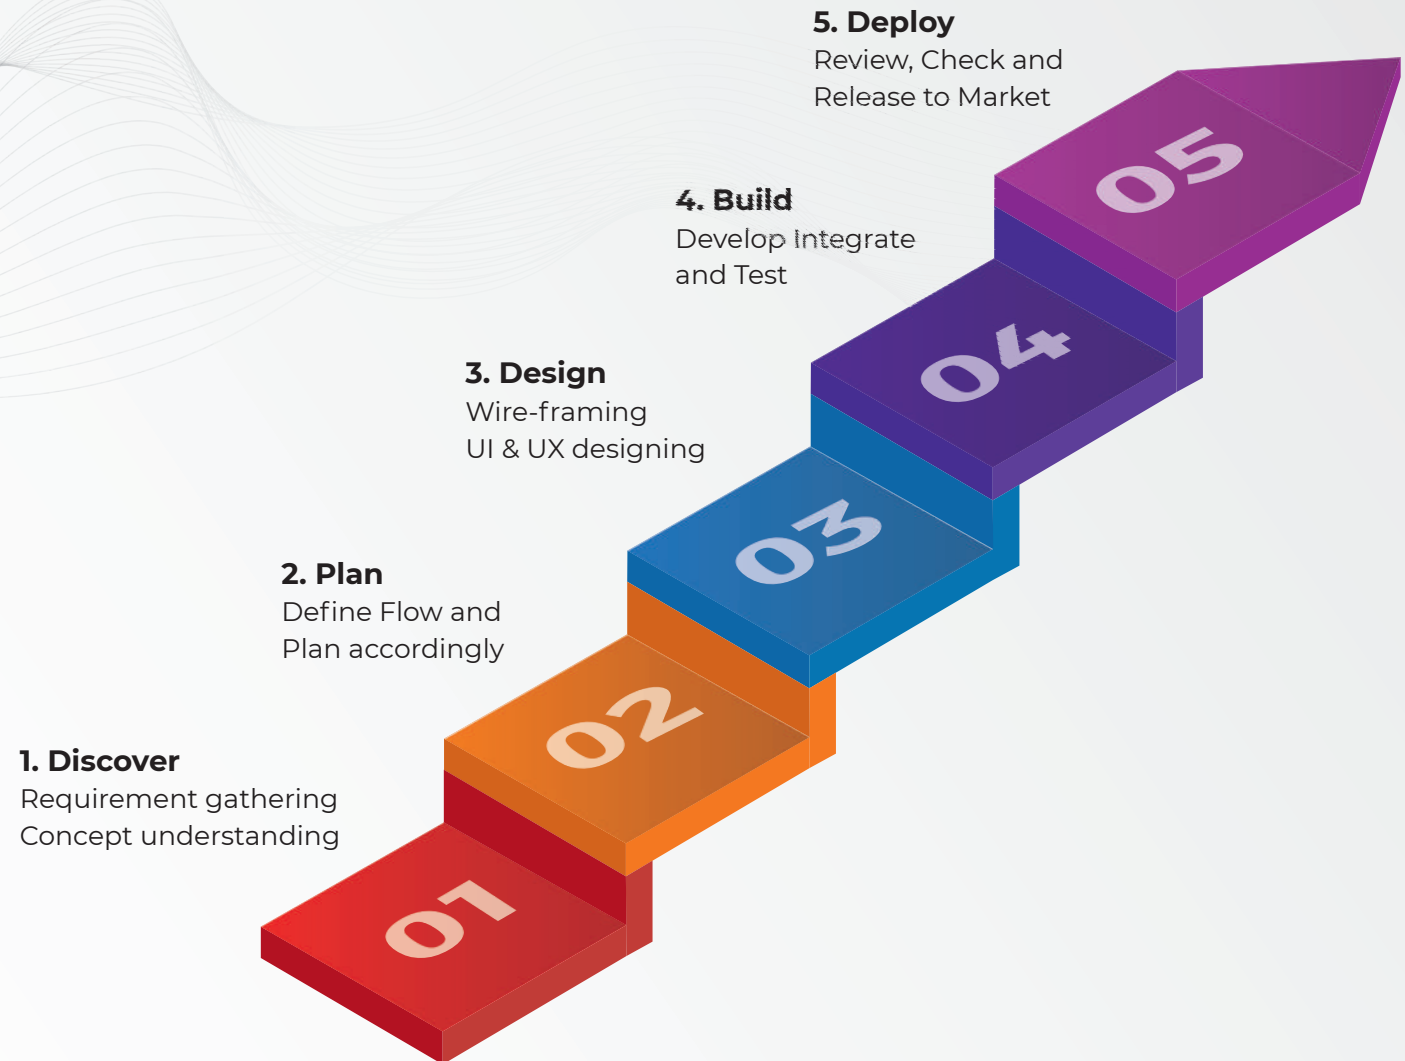 5. Deploy
Review, Check and
Release to Market
05
4. Build
Develop Integrate
and Test
04
3. Design
Wire-framing
UI & UX designing
03
2. Plan
Define Flow and
Plan accordingly
02
1. Discover
Requirement gathering
Concept understanding
01